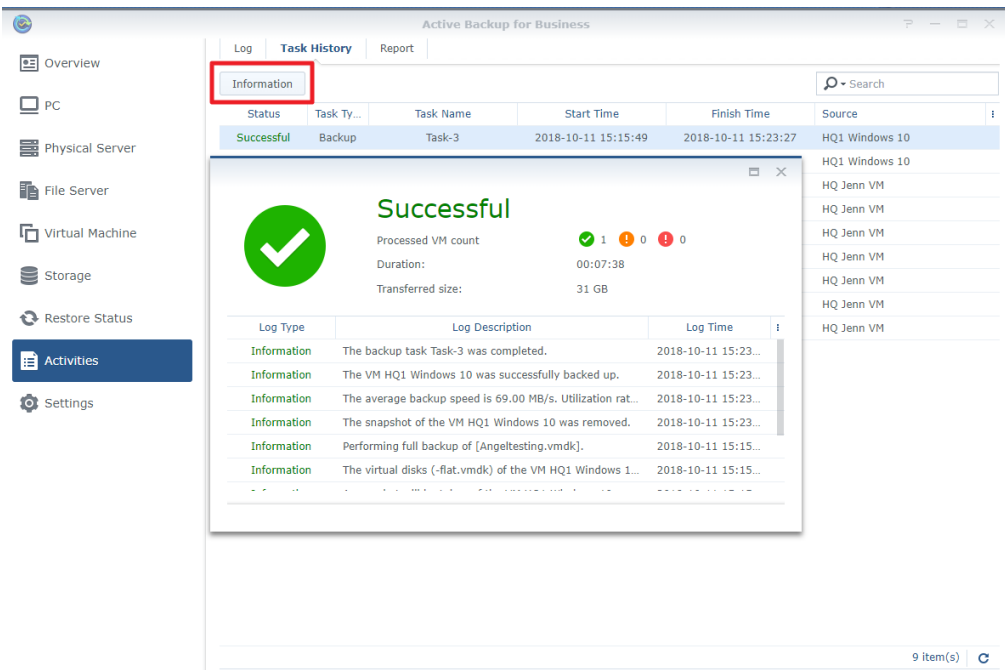 Active Backup for Business
Overview
PC
Physical Server
File Server
Virtual Machine
Storage
Restore Status
Activities
Settings
Log Task History Report
Information
Search
Status Task Ty... Task Name Start Time Finish Time Source
Successful Backup Task-3 2018-10-11 15:15:49 2018-10-11 15:23:27 HQ1 Windows 10
HQ1 Windows 10
HQ Jenn VM
HQ Jenn VM
HQ Jenn VM
HQ Jenn VM
HQ Jenn VM
HQ Jenn VM
HQ Jenn VM
Successful
Processed VM count 1 0 0
Duration: 00:07:38
Transferred size: 31 GB
Log Type Log Description Log Time
Information The backup task Task-3 was completed. 2018-10-11 15:23...
Information The VM HQ1 Windows 10 was successfully backed up. 2018-10-11 15:23...
Information The average backup speed is 69.00 MB/s. Utilization rat... 2018-10-11 15:23...
Information The snapshot of the VM HQ1 Windows 10 was removed. 2018-10-11 15:23...
Information Performing full backup of [Angeltesting.vmdk]. 2018-10-11 15:15...
Information The virtual disks (-flat.vmdk) of the VM HQ1 Windows 1... 2018-10-11 15:15...
9 item(s)